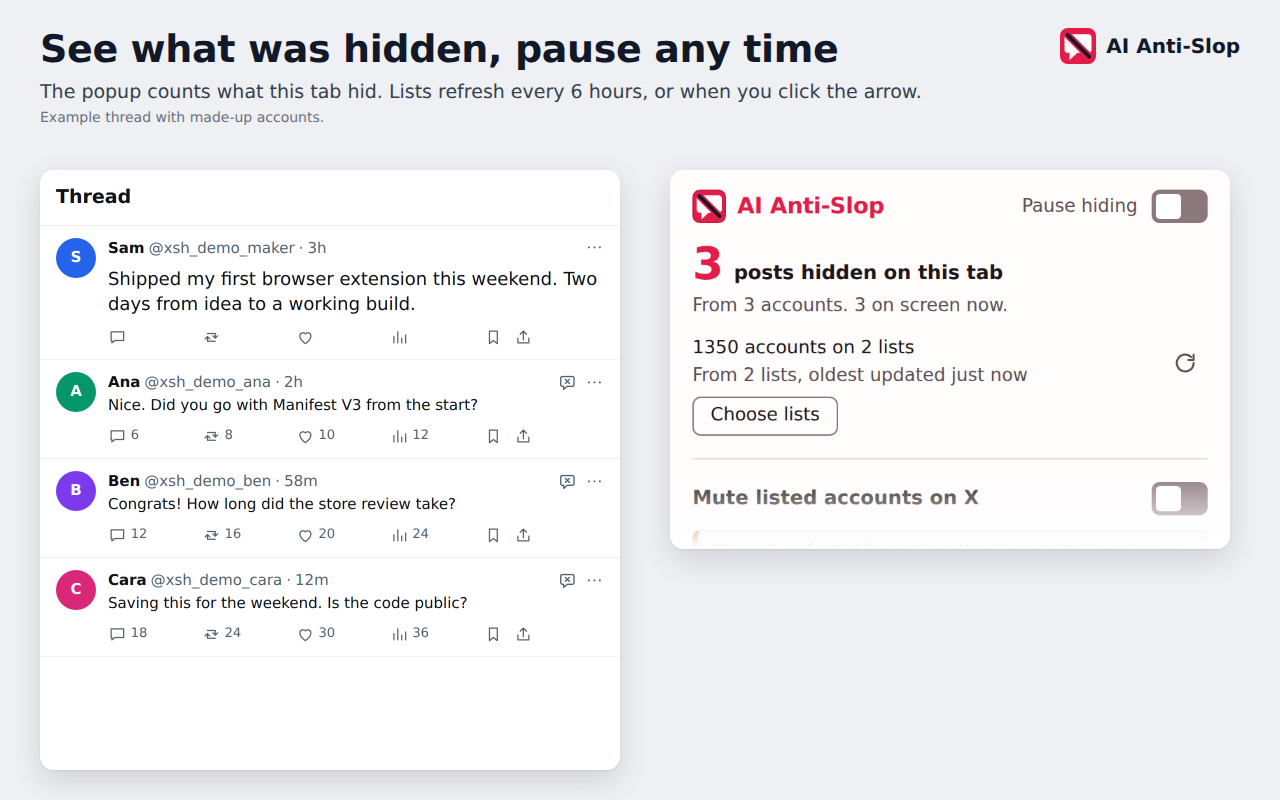 See what was hidden, pause any time
AI Anti-Slop
The popup counts what this tab hid. Lists refresh every 6 hours, or when you click the arrow.
Example thread with made-up accounts.
Thread
S
Sam @xsh_demo_maker · 3h
Shipped my first browser extension this weekend. Two
days from idea to a working build.
A
Ana @xsh_demo_ana · 2h
Nice. Did you go with Manifest V3 from the start?
6 8 10 12
B
Ben @xsh_demo_ben · 58m
Congrats! How long did the store review take?
12 16 20 24
C
Cara @xsh_demo_cara · 12m
Saving this for the weekend. Is the code public?
18 24 30 36
AI Anti-Slop
Pause hiding
3 posts hidden on this tab
From 3 accounts. 3 on screen now.
1350 accounts on 2 lists
From 2 lists, oldest updated just now
Choose lists
Mute listed accounts on X